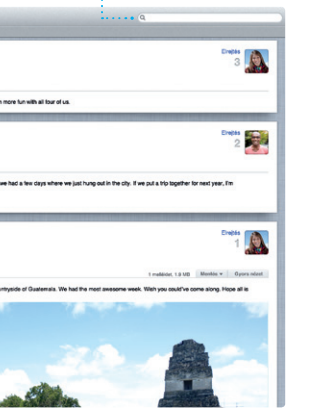 Elrejtés
3
n more fun with all four of us.
Elrejtés
2
we had a few days where we just hung out in the city. If we put a trip together for next year, I'm
Elrejtés
1
1 melléklet, 1.8 MB Mentés Gyors nézet
ntryside of Guatemala. We had the most awesome week. Wish you could've come along. Hope all is